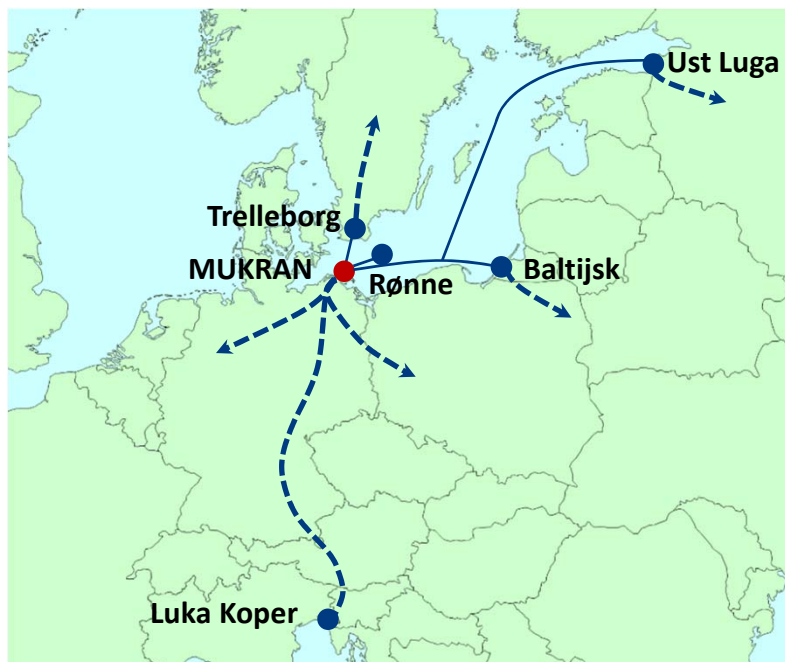 Ust Luga
Trelleborg
MUKRAN
Rønne
Baltijsk
Luka Koper